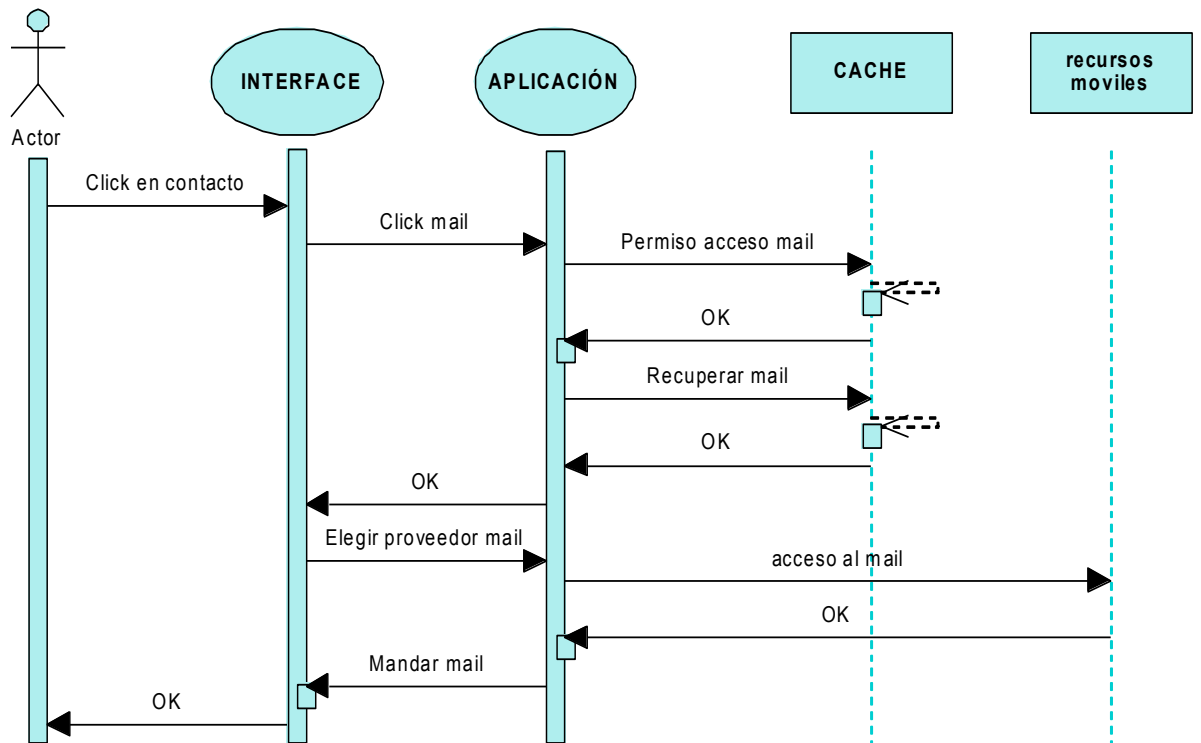 INTERFACE
APLICACIÓN
CACHE
recursos
moviles
Actor
Click en contacto
Click mail
Permiso acceso mail
OK
Recuperar mail
OK
OK
Elegir proveedor mail
acceso al mail
OK
Mandar mail
OK